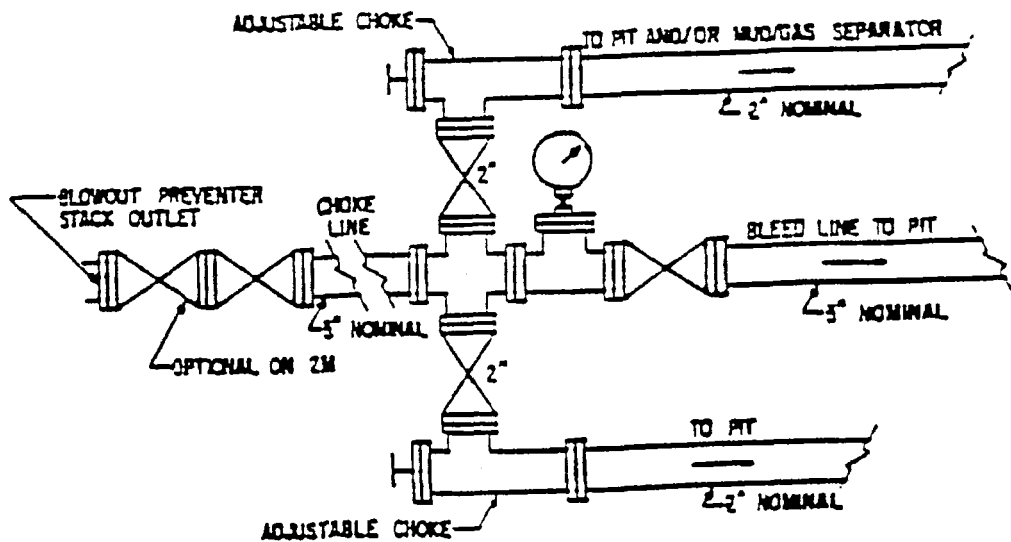 ADJUSTABLE CHOKE
TO PIT AND/OR MUD/GAS SEPARATOR
2" NOMINAL
2"
BLOWOUT PREVENTER
STACK OUTLET
CHOKE
LINE
BLEED LINE TO PIT
3" NOMINAL
3" NOMINAL
OPTIONAL ON 2M
2"
TO PIT
2" NOMINAL
ADJUSTABLE CHOKE